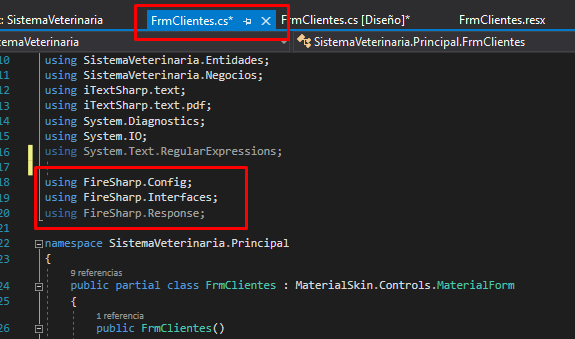 o: SistemaVeterinaria
FrmClientes.cs*
FrmClientes.cs [Diseño]*
FrmClientes.resx
stemaVeterinaria
SistemaVeterinaria.Principal.FrmClientes
10 using SistemaVeterinaria.Entidades;
11 using SistemaVeterinaria.Negocios;
12 using iTextSharp.text;
13 using iTextSharp.text.pdf;
14 using System.Diagnostics;
15 using System.IO;
16 using System.Text.RegularExpressions;
17
18 using FireSharp.Config;
19 using FireSharp.Interfaces;
20 using FireSharp.Response;
21
22 namespace SistemaVeterinaria.Principal
23 {
9 referencias
24 public partial class FrmClientes : MaterialSkin.Controls.MaterialForm
25 {
1 referencia
26 public FrmClientes()